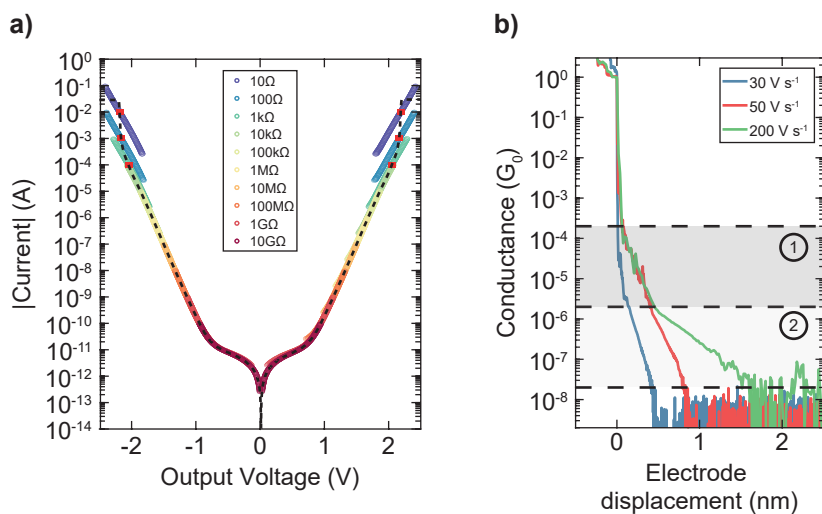 a)
|Current| (A)
10⁰
10⁻¹
10⁻²
10⁻³
10⁻⁴
10⁻⁵
10⁻⁶
10⁻⁷
10⁻⁸
10⁻⁹
10⁻¹⁰
10⁻¹¹
10⁻¹²
10⁻¹³
10⁻¹⁴
10Ω
100Ω
1kΩ
10kΩ
100kΩ
1MΩ
10MΩ
100MΩ
1GΩ
10GΩ
-2 -1 0 1 2
Output Voltage (V)
b)
Conductance (G₀)
10⁰
10⁻¹
10⁻²
10⁻³
10⁻⁴
10⁻⁵
10⁻⁶
10⁻⁷
10⁻⁸
30 V s⁻¹
50 V s⁻¹
200 V s⁻¹
1
2
0 1 2
Electrode
displacement (nm)